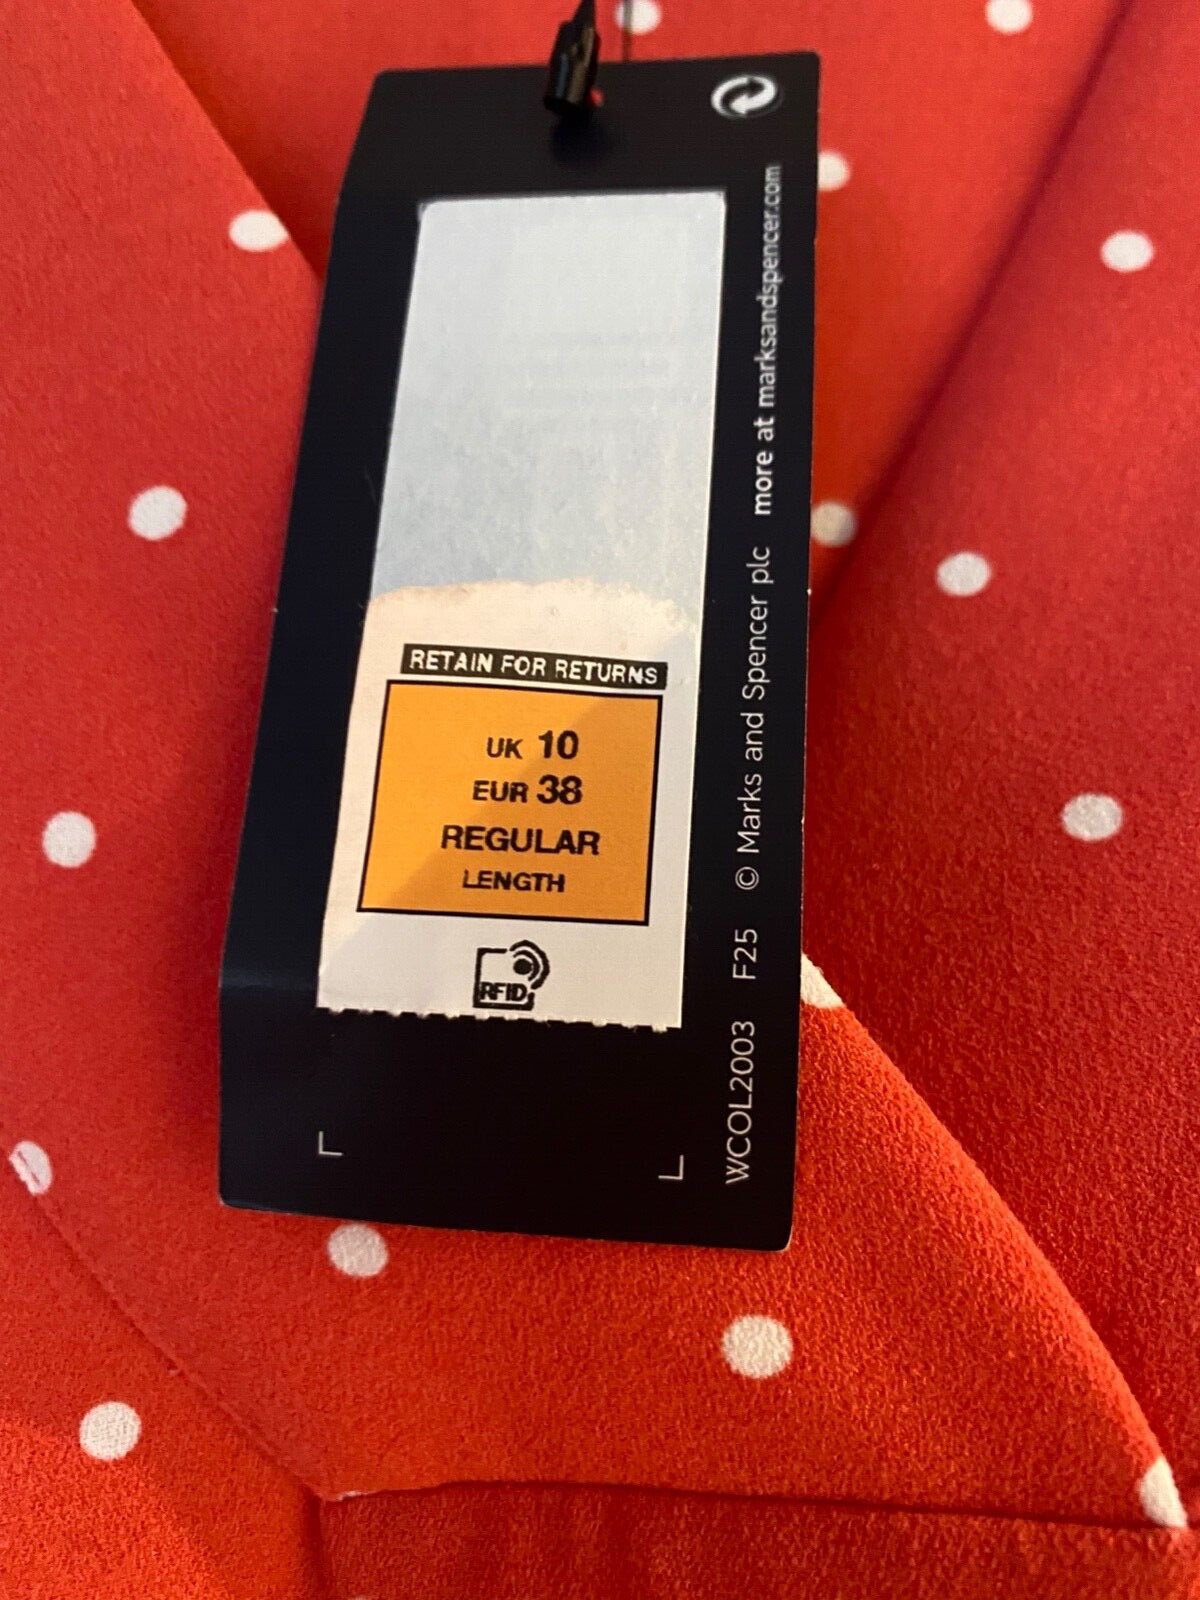 RETAIN FOR RETURNS
UK 10
EUR 38
REGULAR
LENGTH
RFID
WCOL2003 F25 © Marks and Spencer plc more at marksandspencer.com